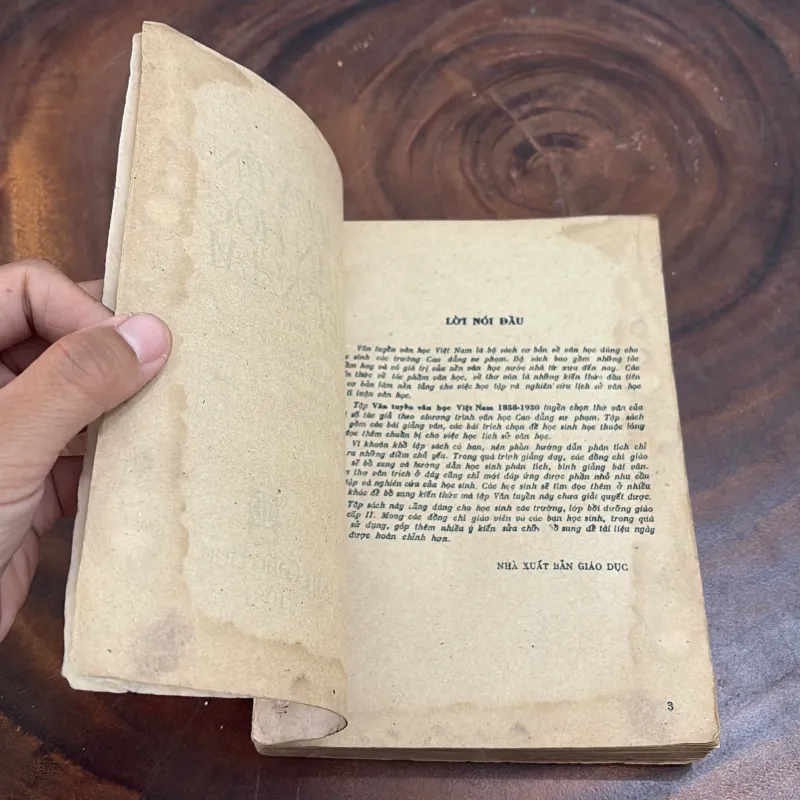 LỜI NÓI ĐẦU
Văn tuyển văn học Việt Nam là bộ sách cơ bản về văn học dùng cho
sinh các trường Cao đẳng sư phạm. Bộ sách bao gồm những tác
hay và có giá trị của nền văn học nước nhà từ xưa đến nay. Các
thức về tác phẩm văn học, về thơ văn là những kiến thức đầu tiên
cơ bản làm nền tảng cho việc học tập và nghiên cứu lịch sử văn học
lí luận văn học.
Tập Văn tuyển văn học Việt Nam 1858-1930 tuyển chọn thơ văn của
số tác giả theo chương trình văn học Cao đẳng sư phạm. Tập sách
gồm các bài giảng văn, các bài trích chọn để học sinh học thuộc lòng
đọc thêm chuẩn bị cho việc học lịch sử văn học.
Vì khuôn khổ tập sách có hạn, nên phần hướng dẫn phân tích chỉ
ra những điểm chủ yếu. Trong quá trình giảng dạy, các đồng chí giáo
sẽ bổ sung và hướng dẫn học sinh phân tích, bình giảng bài văn.
thơ văn trích ở đây cũng chỉ mới đáp ứng được phần nhỏ nhu cầu
tập và nghiên cứu của học sinh. Các học sinh sẽ tìm đọc thêm ở nhiều
khác để bổ sung kiến thức mà tập Văn tuyển này chưa giải quyết được.
Tập sách này cũng dùng cho học sinh các trường, lớp bồi dưỡng giáo
cấp II. Mong các đồng chí giáo viên và các bạn học sinh, trong quá
sử dụng, góp thêm nhiều ý kiến sửa chữa bổ sung để tài liệu ngày
được hoàn chỉnh hơn.
NHÀ XUẤT BẢN GIÁO DỤC
3